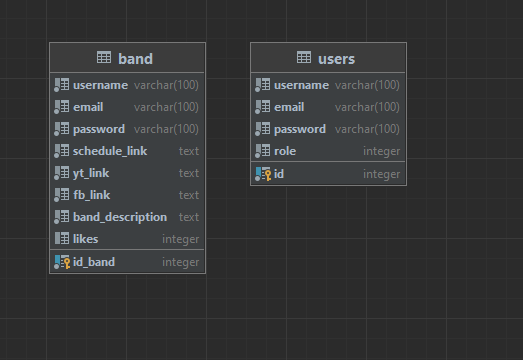 band
username varchar(100)
email varchar(100)
password varchar(100)
schedule_link text
yt_link text
fb_link text
band_description text
likes integer
id_band integer
users
username varchar(100)
email varchar(100)
password varchar(100)
role integer
id integer